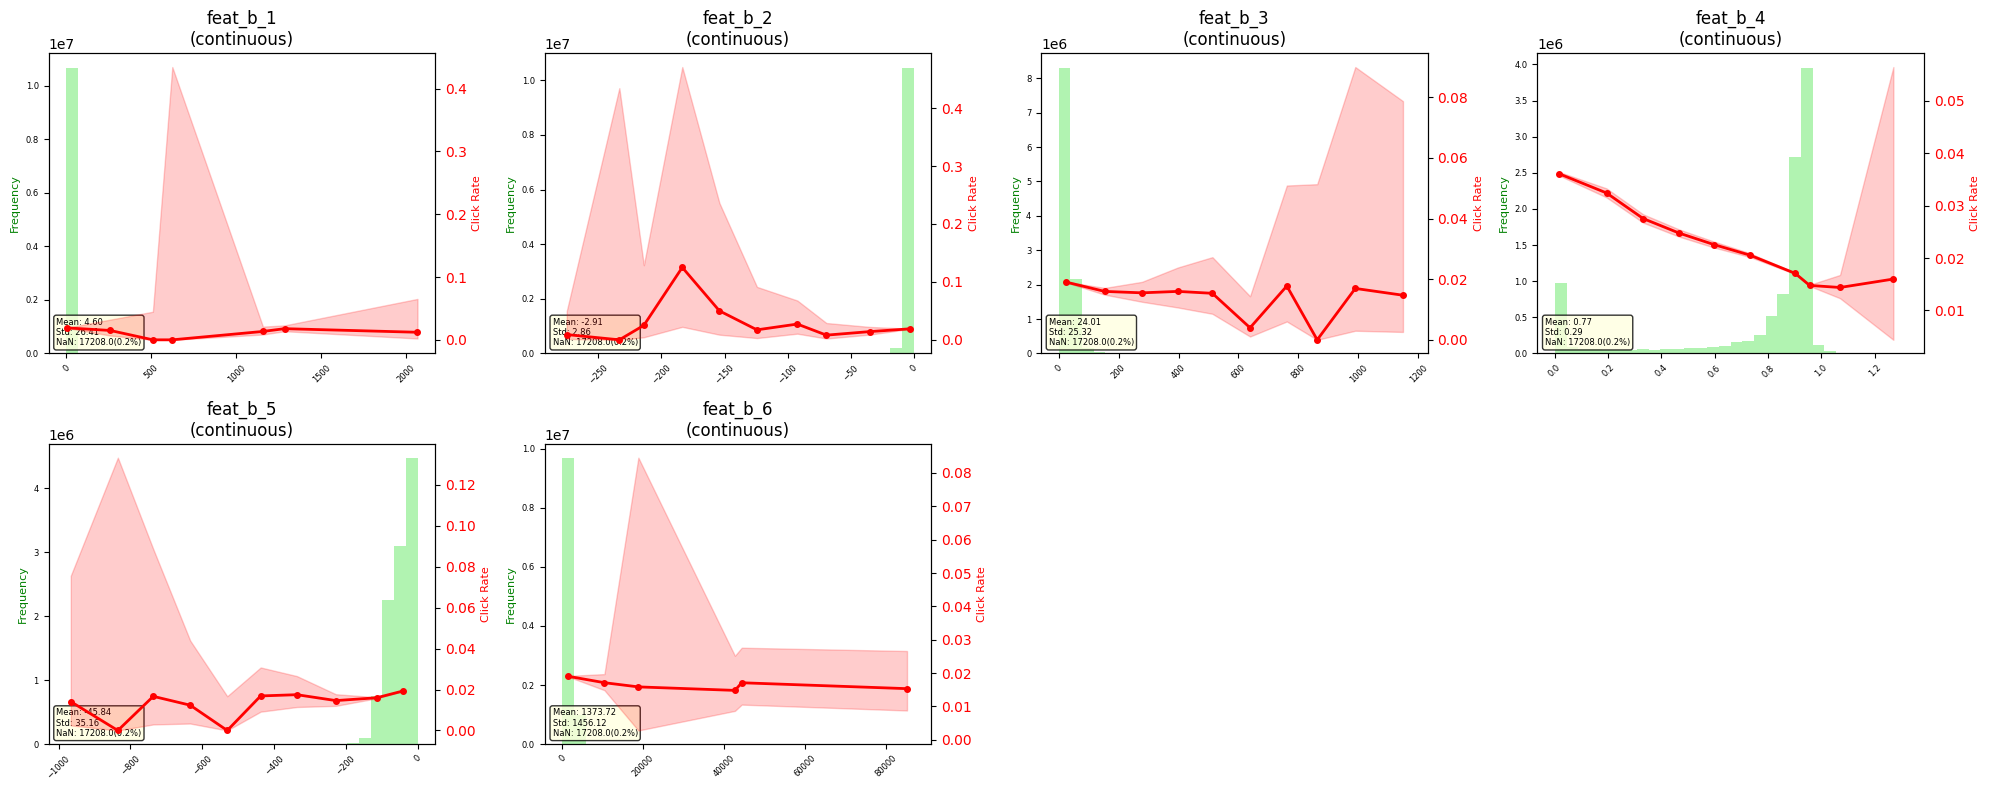 feat_b_1
(continuous)
1e7
Frequency
Click Rate
0.0
0.2
0.4
0.6
0.8
1.0
0.0
0.1
0.2
0.3
0.4
0
500
1000
1500
2000
Mean: 4.60
Std: 26.41
NaN: 17208.0(0.2%)
feat_b_2
(continuous)
1e7
Frequency
Click Rate
0.0
0.2
0.4
0.6
0.8
1.0
0.0
0.1
0.2
0.3
0.4
−250
−200
−150
−100
−50
0
Mean: -2.91
Std: 2.86
NaN: 17208.0(0.2%)
feat_b_3
(continuous)
1e6
Frequency
Click Rate
0
1
2
3
4
5
6
7
8
0.00
0.02
0.04
0.06
0.08
0
200
400
600
800
1000
1200
Mean: 24.01
Std: 25.32
NaN: 17208.0(0.2%)
feat_b_4
(continuous)
1e6
Frequency
Click Rate
0.0
0.5
1.0
1.5
2.0
2.5
3.0
3.5
4.0
0.01
0.02
0.03
0.04
0.05
0.0
0.2
0.4
0.6
0.8
1.0
1.2
Mean: 0.77
Std: 0.29
NaN: 17208.0(0.2%)
feat_b_5
(continuous)
1e6
Frequency
Click Rate
0
1
2
3
4
0.00
0.02
0.04
0.06
0.08
0.10
0.12
−1000
−800
−600
−400
−200
0
Mean: -45.84
Std: 35.16
NaN: 17208.0(0.2%)
feat_b_6
(continuous)
1e7
Frequency
Click Rate
0.0
0.2
0.4
0.6
0.8
1.0
0.00
0.01
0.02
0.03
0.04
0.05
0.06
0.07
0.08
0
20000
40000
60000
80000
Mean: 1373.72
Std: 1456.12
NaN: 17208.0(0.2%)